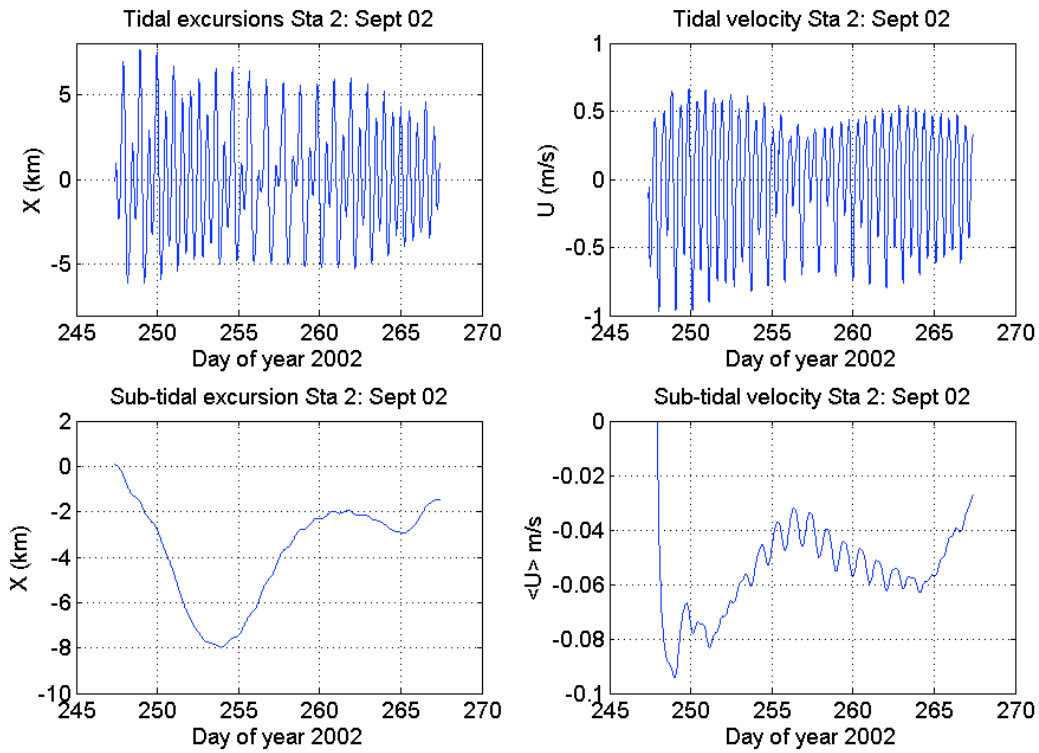 Tidal excursions Sta 2: Sept 02
X (km)
5
0
-5
245 250 255 260 265 270
Day of year 2002
Tidal velocity Sta 2: Sept 02
U (m/s)
1
0.5
0
-0.5
-1
245 250 255 260 265 270
Day of year 2002
Sub-tidal excursion Sta 2: Sept 02
X (km)
2
0
-2
-4
-6
-8
-10
245 250 255 260 265 270
Day of year 2002
Sub-tidal velocity Sta 2: Sept 02
<U> m/s
0
-0.02
-0.04
-0.06
-0.08
-0.1
245 250 255 260 265 270
Day of year 2002